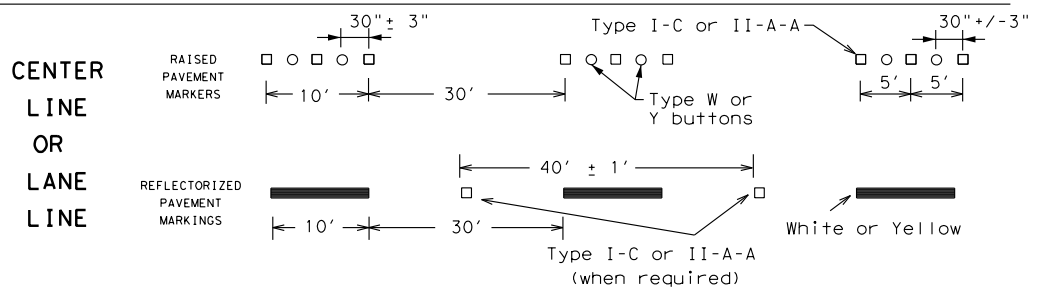 CENTER
LINE
OR
LANE
LINE
RAISED
PAVEMENT
MARKERS
30"± 3"
10'
30'
Type I-C or II-A-A
Type W or
Y buttons
30"+/-3"
5'
5'
REFLECTORIZED
PAVEMENT
MARKINGS
10'
30'
40' ± 1'
Type I-C or II-A-A
(when required)
White or Yellow